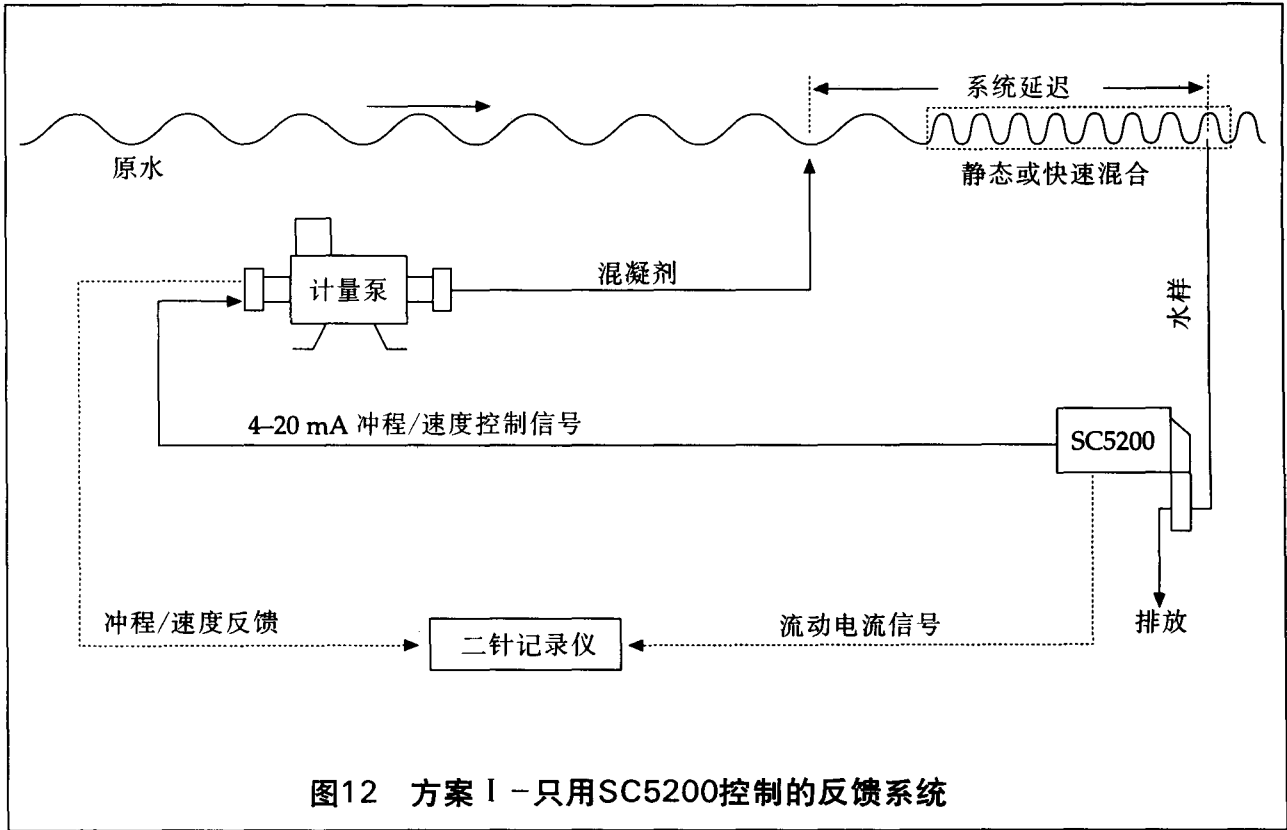 系统延迟
原水
静态或快速混合
计量泵
混凝剂
水样
4–20 mA 冲程/速度控制信号
SC5200
冲程/速度反馈
二针记录仪
流动电流信号
排放
图12 方案Ⅰ-只用SC5200控制的反馈系统